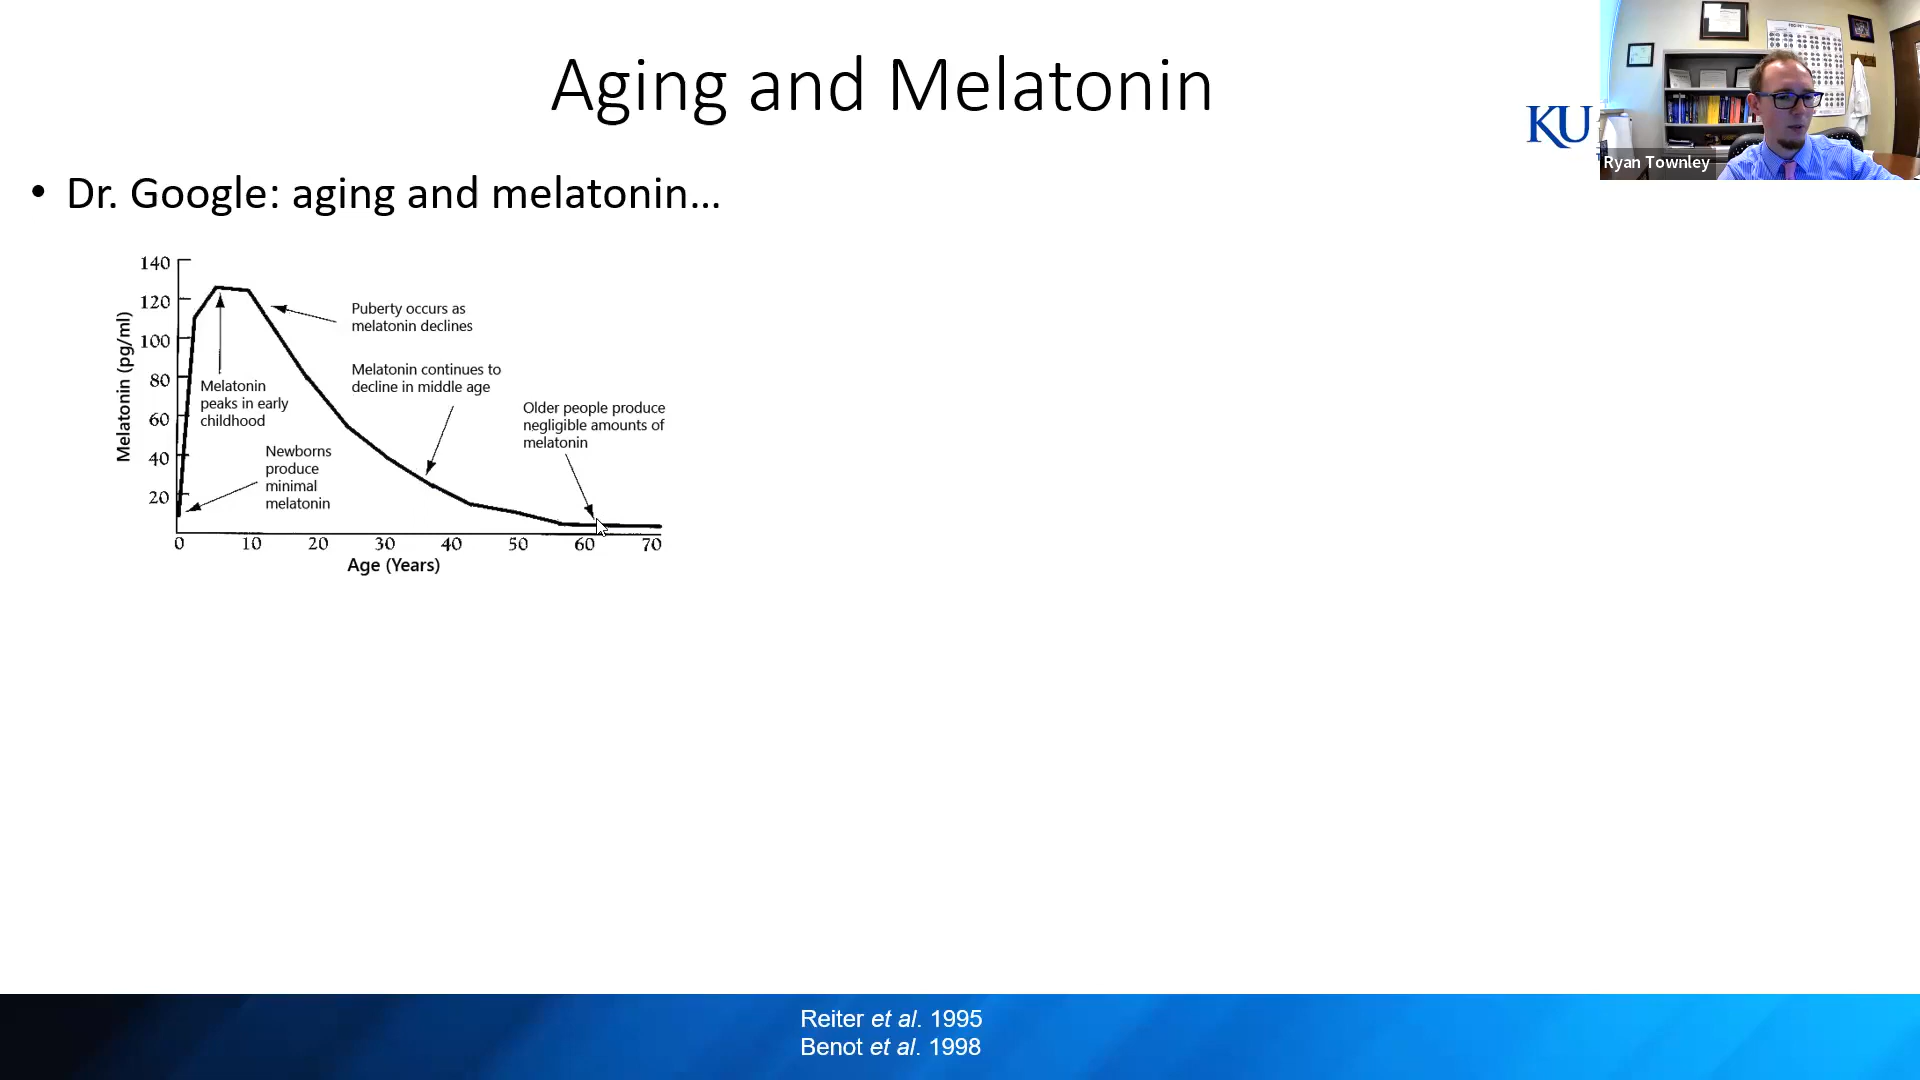 Aging and Melatonin
KU
Ryan Townley
• Dr. Google: aging and melatonin...
140
120
100
80
60
40
20
Melatonin (pg/ml)
Puberty occurs as
melatonin declines
Melatonin continues to
decline in middle age
Melatonin
peaks in early
childhood
Older people produce
negligible amounts of
melatonin
Newborns
produce
minimal
melatonin
0 10 20 30 40 50 60 70
Age (Years)
Reiter et al. 1995
Benot et al. 1998